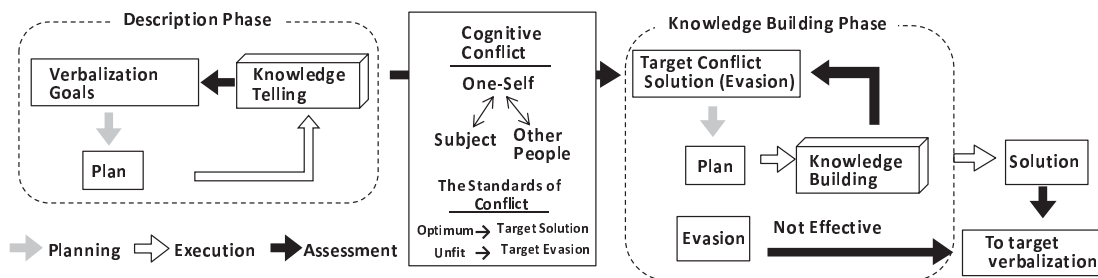 Description Phase
Verbalization
Goals
Knowledge
Telling
Plan
Planning
Execution
Assessment
Cognitive
Conflict
One-Self
Subject
Other
People
The Standards of
Conflict
Optimum → Target Solution
Unfit → Target Evasion
Knowledge Building Phase
Target Conflict
Solution (Evasion)
Plan
Knowledge
Building
Solution
Evasion
Not Effective
To target
verbalization